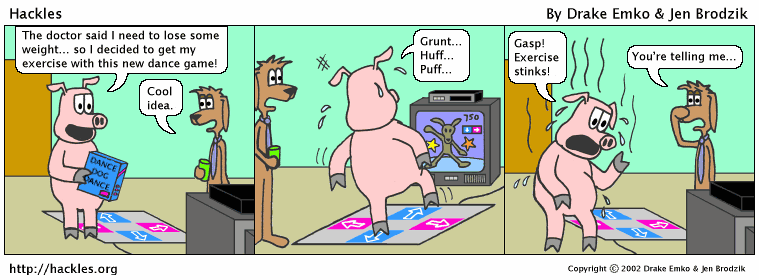 Hackles
By Drake Emko & Jen Brodzik
The doctor said I need to lose some
weight... so I decided to get my
exercise with this new dance game!
Cool
idea.
DANCE
DOG
DANCE
Grunt...
Huff...
Puff...
750
Gasp!
Exercise
stinks!
You're telling me...
http://hackles.org
Copyright © 2002 Drake Emko & Jen Brodzik